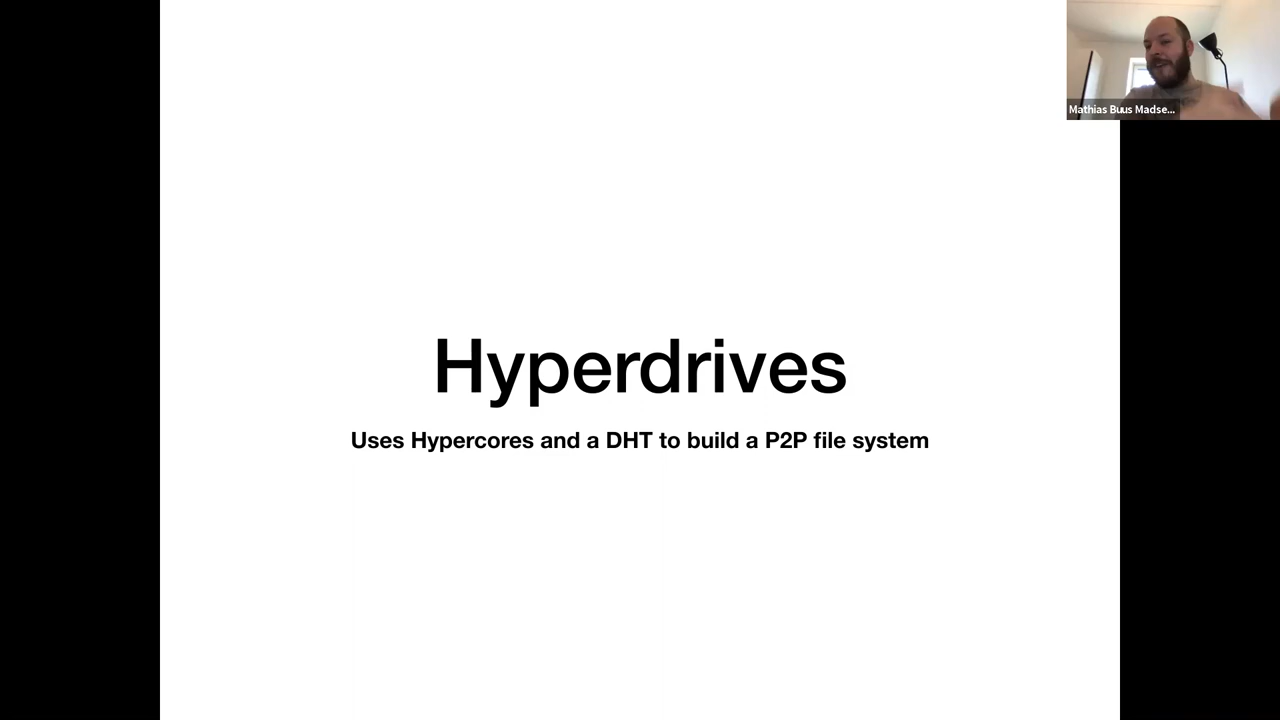 Mathias Buus Madse...
Hyperdrives
Uses Hypercores and a DHT to build a P2P file system